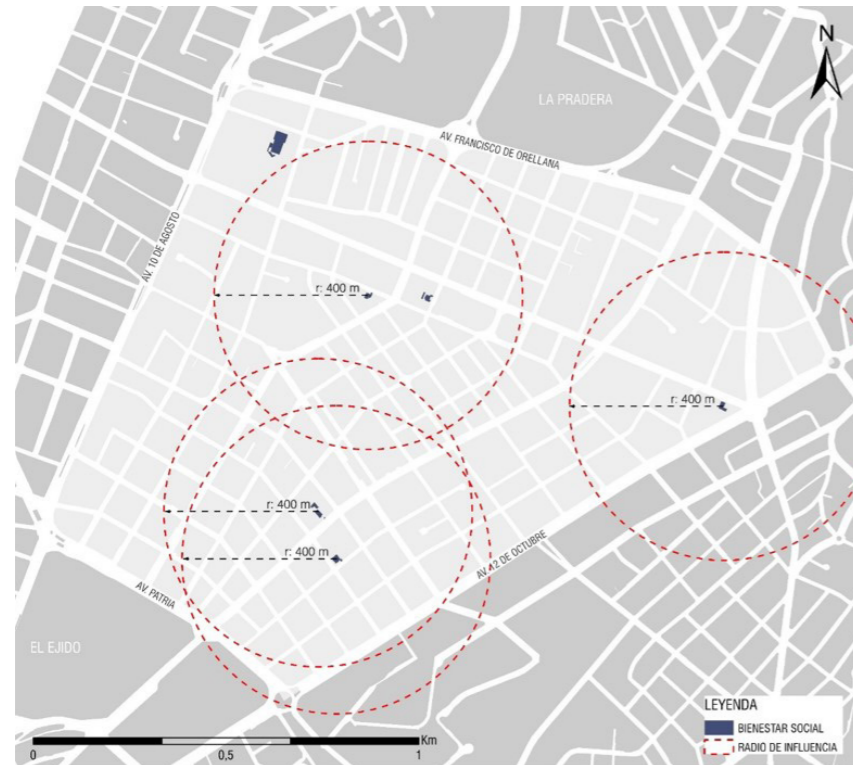 N
LA PRADERA
AV. FRANCISCO DE ORELLANA
AV. 10 DE AGOSTO
r: 400 m
r: 400 m
r: 400 m
r: 400 m
AV. 12 DE OCTUBRE
AV. PATRIA
EL EJIDO
LEYENDA
BIENESTAR SOCIAL
RADIO DE INFLUENCIA
Km
0 0,5 1